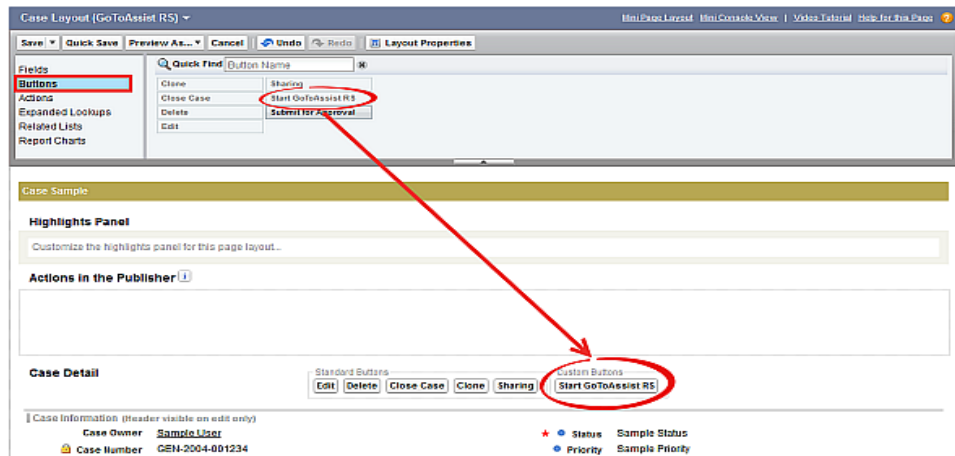 Case Layout (GoToAssist RS) Mini Page Layout Mini Console View | Video Tutorial Help for this Page
Save Quick Save Preview As... Cancel Undo Redo Layout Properties
Fields
Buttons
Actions
Expanded Lookups
Related Lists
Report Charts
Quick Find Button Name
Clone Sharing
Close Case Start GoToAssist RS
Delete Submit for Approval
Edit
Case Sample
Highlights Panel
Customize the highlights panel for this page layout...
Actions in the Publisher i
Case Detail
Standard Buttons
Edit Delete Close Case Clone Sharing
Custom Buttons
Start GoToAssist RS
Case Information (Header visible on edit only)
Case Owner Sample User Status Sample Status
Case Number GEN-2004-001234 Priority Sample Priority